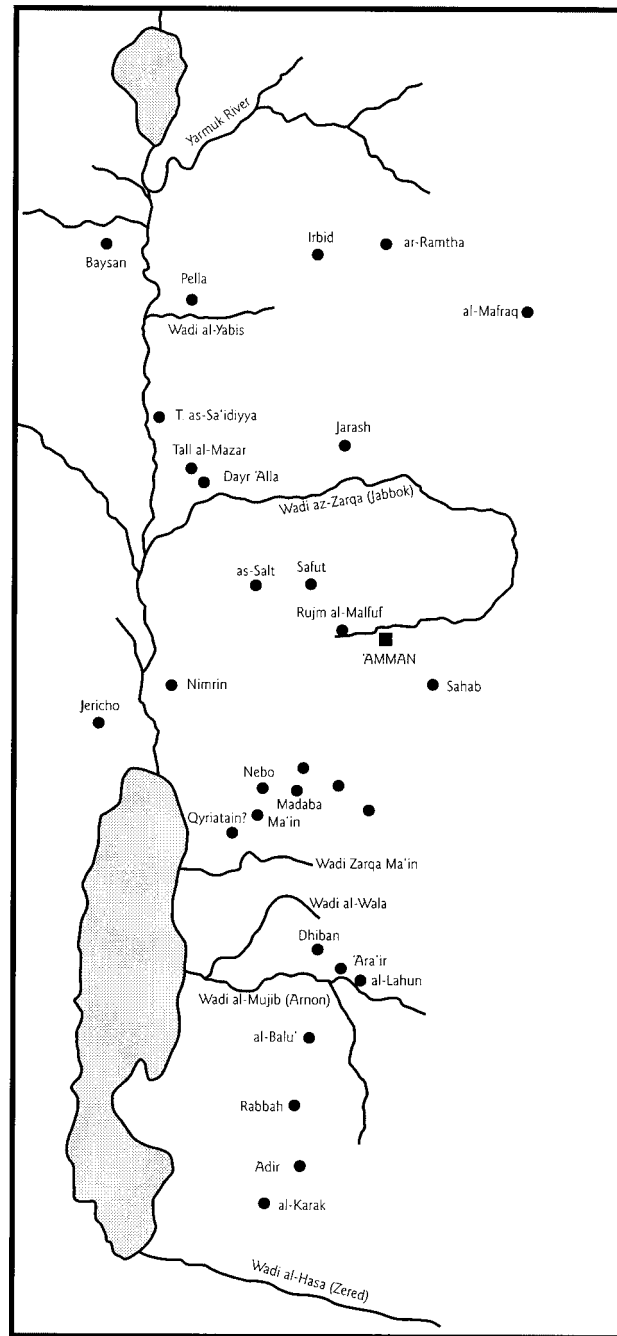 Yarmuk River
Irbid
ar-Ramtha
Baysan
Pella
al-Mafraq
Wadi al-Yabis
T. as-Sa'idiyya
Jarash
Tall al-Mazar
Dayr 'Alla
Wadi az-Zarqa (Jabbok)
as-Salt
Safut
Rujm al-Malfuf
'AMMAN
Nimrin
Sahab
Jericho
Nebo
Madaba
Qyriatain?
Ma'in
Wadi Zarqa Ma'in
Wadi al-Wala
Dhiban
'Ara'ir
al-Lahun
Wadi al-Mujib (Arnon)
al-Balu'
Rabbah
Adir
al-Karak
Wadi al-Hasa (Zered)